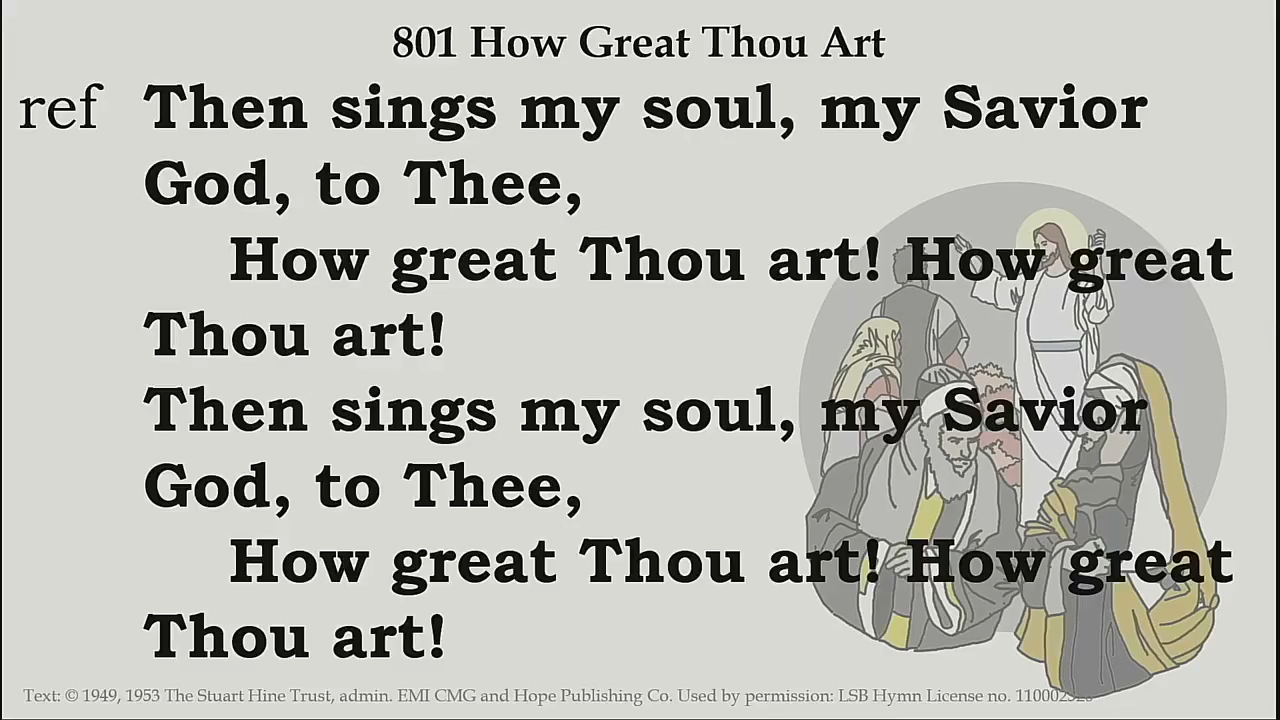 801 How Great Thou Art
ref Then sings my soul, my Savior
God, to Thee,
How great Thou art! How great
Thou art!
Then sings my soul, my Savior
God, to Thee,
How great Thou art! How great
Thou art!
Text: © 1949, 1953 The Stuart Hine Trust, admin. EMI CMG and Hope Publishing Co. Used by permission: LSB Hymn License no.